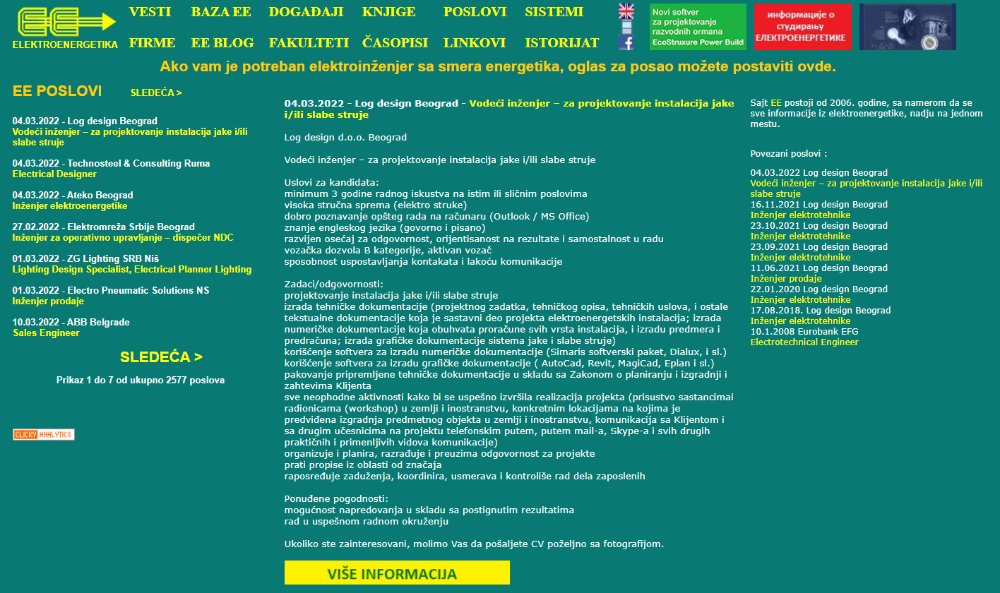 ELEKTROENERGETIKA
VESTI BAZA EE DOGAĐAJI KNJIGE POSLOVI SISTEMI
FIRME EE BLOG FAKULTETI ČASOPISI LINKOVI ISTORIJAT
Novi softver
za projektovanje
razvodnih ormana
EcoStruxure Power Build
информације о
студирању
ЕЛЕКТРОЕНЕРГЕТИКЕ
Ako vam je potreban elektroinženjer sa smera energetika, oglas za posao možete postaviti ovde.
EE POSLOVI SLEDEĆA >
04.03.2022 - Log design Beograd
Vodeći inženjer – za projektovanje instalacija jake i/ili
slabe struje
04.03.2022 - Technosteel & Consulting Ruma
Electrical Designer
04.03.2022 - Ateko Beograd
Inženjer elektroenergetike
27.02.2022 - Elektromreža Srbije Beograd
Inženjer za operativno upravljanje – dispečer NDC
01.03.2022 - ZG Lighting SRB Niš
Lighting Design Specialist, Electrical Planner Lighting
01.03.2022 - Electro Pneumatic Solutions NS
Inženjer prodaje
10.03.2022 - ABB Belgrade
Sales Engineer
SLEDEĆA >
Prikaz 1 do 7 od ukupno 2577 poslova
CLICKY ANALYTICS
04.03.2022 - Log design Beograd - Vodeći inženjer – za projektovanje instalacija jake
i/ili slabe struje
Log design d.o.o. Beograd
Vodeći inženjer – za projektovanje instalacija jake i/ili slabe struje
Uslovi za kandidata:
minimum 3 godine radnog iskustva na istim ili sličnim poslovima
visoka stručna sprema (elektro struke)
dobro poznavanje opšteg rada na računaru (Outlook / MS Office)
znanje engleskog jezika (govorno i pisano)
razvijen osećaj za odgovornost, orijentisanost na rezultate i samostalnost u radu
vozačka dozvola B kategorije, aktivan vozač
sposobnost uspostavljanja kontakata i lakoću komunikacije
Zadaci/odgovornosti:
projektovanje instalacija jake i/ili slabe struje
izrada tehničke dokumentacije (projektnog zadatka, tehničkog opisa, tehničkih uslova, i ostale
tekstualne dokumentacije koja je sastavni deo projekta elektroenergetskih instalacija; izrada
numeričke dokumentacije koja obuhvata proračune svih vrsta instalacija, i izradu predmera i
predračuna; izrada grafičke dokumentacije sistema jake i slabe struje)
korišćenje softvera za izradu numeričke dokumentacije (Simaris softverski paket, Dialux, i sl.)
korišćenje softvera za izradu grafičke dokumentacije ( AutoCad, Revit, MagiCad, Eplan i sl.)
pakovanje pripremljene tehničke dokumentacije u skladu sa Zakonom o planiranju i izgradnji i
zahtevima Klijenta
sve neophodne aktivnosti kako bi se uspešno izvršila realizacija projekta (prisustvo sastancima i
radionicama (workshop) u zemlji i inostranstvu, konkretnim lokacijama na kojima je
predviđena izgradnja predmetnog objekta u zemlji i inostranstvu, komunikacija sa Klijentom i
sa drugim učesnicima na projektu telefonskim putem, putem mail-a, Skype-a i svih drugih
praktičnih i primenljivih vidova komunikacije)
organizuje i planira, razrađuje i preuzima odgovornost za projekte
prati propise iz oblasti od značaja
raposređuje zaduženja, koordinira, usmerava i kontroliše rad dela zaposlenih
Ponuđene pogodnosti:
mogućnost napredovanja u skladu sa postignutim rezultatima
rad u uspešnom radnom okruženju
Ukoliko ste zainteresovani, molimo Vas da pošaljete CV poželjno sa fotografijom.
VIŠE INFORMACIJA
Sajt EE postoji od 2006. godine, sa namerom da se
sve informacije iz elektroenergetike, nadju na jednom
mestu.
Povezani poslovi :
04.03.2022 Log design Beograd
Vodeći inženjer – za projektovanje instalacija jake i/ili
slabe struje
16.11.2021 Log design Beograd
Inženjer elektrotehnike
23.10.2021 Log design Beograd
Inženjer elektrotehnike
23.09.2021 Log design Beograd
Inženjer elektrotehnike
11.06.2021 Log design Beograd
Inženjer prodaje
22.01.2020 Log design Beograd
Inženjer elektrotehnike
17.08.2018. Log design Beograd
Inženjer elektrotehnike
10.1.2008 Eurobank EFG
Electrotechnical Engineer